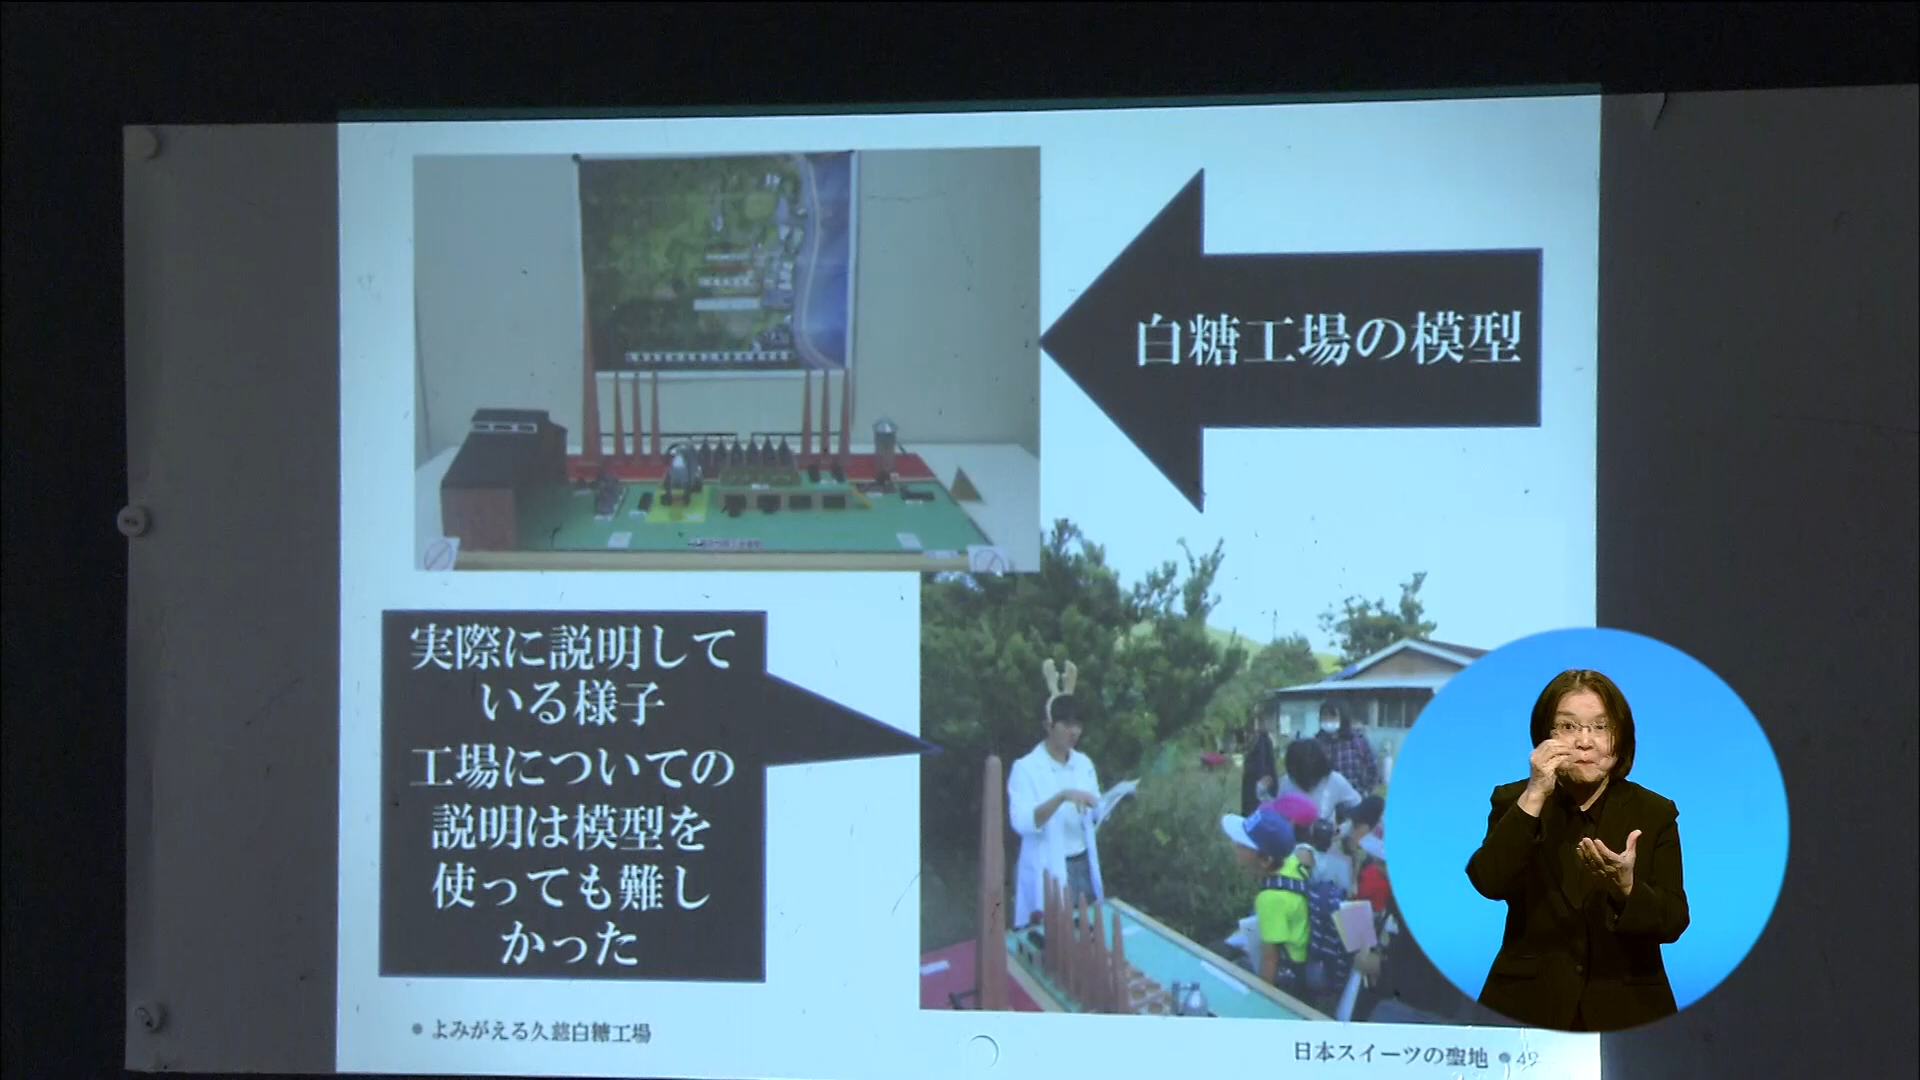 白糖工場の模型
実際に説明して
いる様子
工場についての
説明は模型を
使っても難し
かった
よみがえる久慈白糖工場
日本スイーツの聖地
49